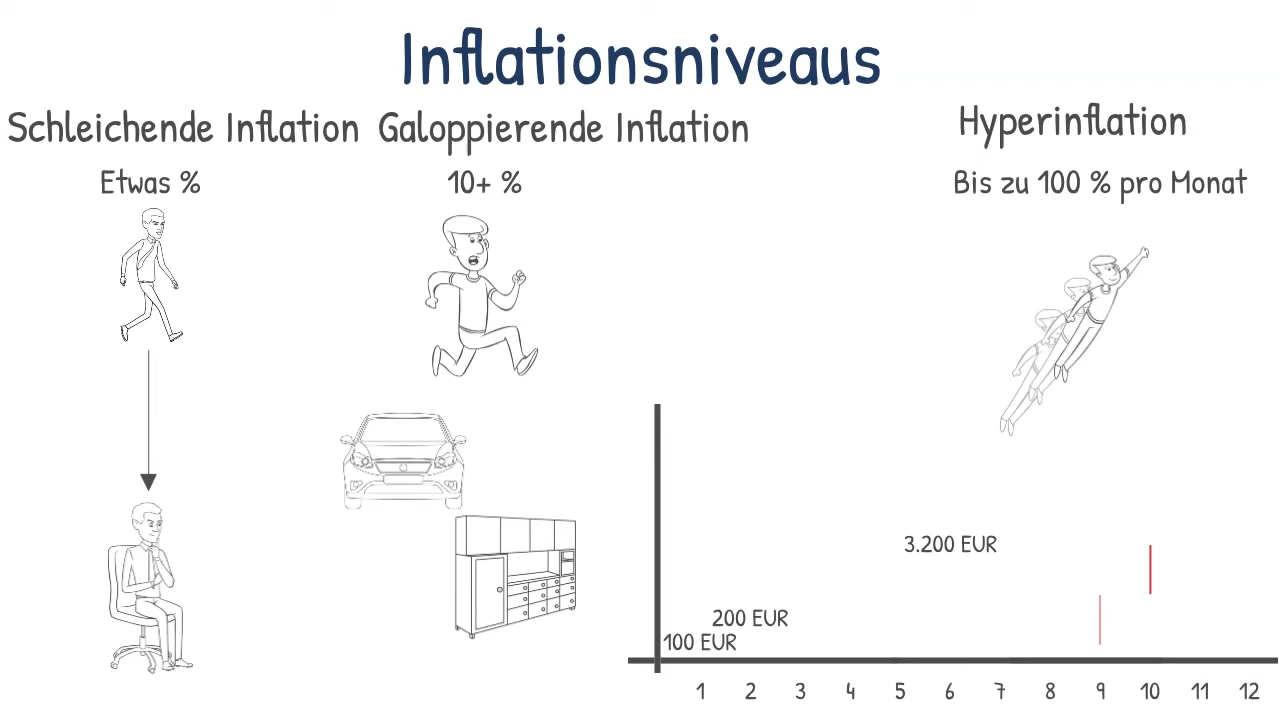 Inflationsniveaus
Schleichende Inflation
Etwas %
Galoppierende Inflation
10+ %
Hyperinflation
Bis zu 100 % pro Monat
3.200 EUR
200 EUR
100 EUR
1 2 3 4 5 6 7 8 9 10 11 12